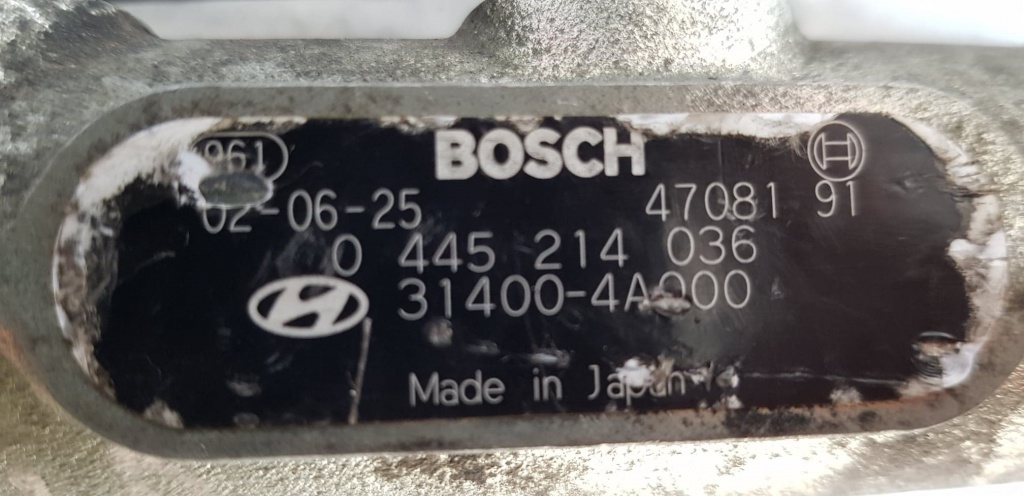 961 BOSCH
02-06-25 47081 91
0 445 214 036
31400-4A000
Made in Japan